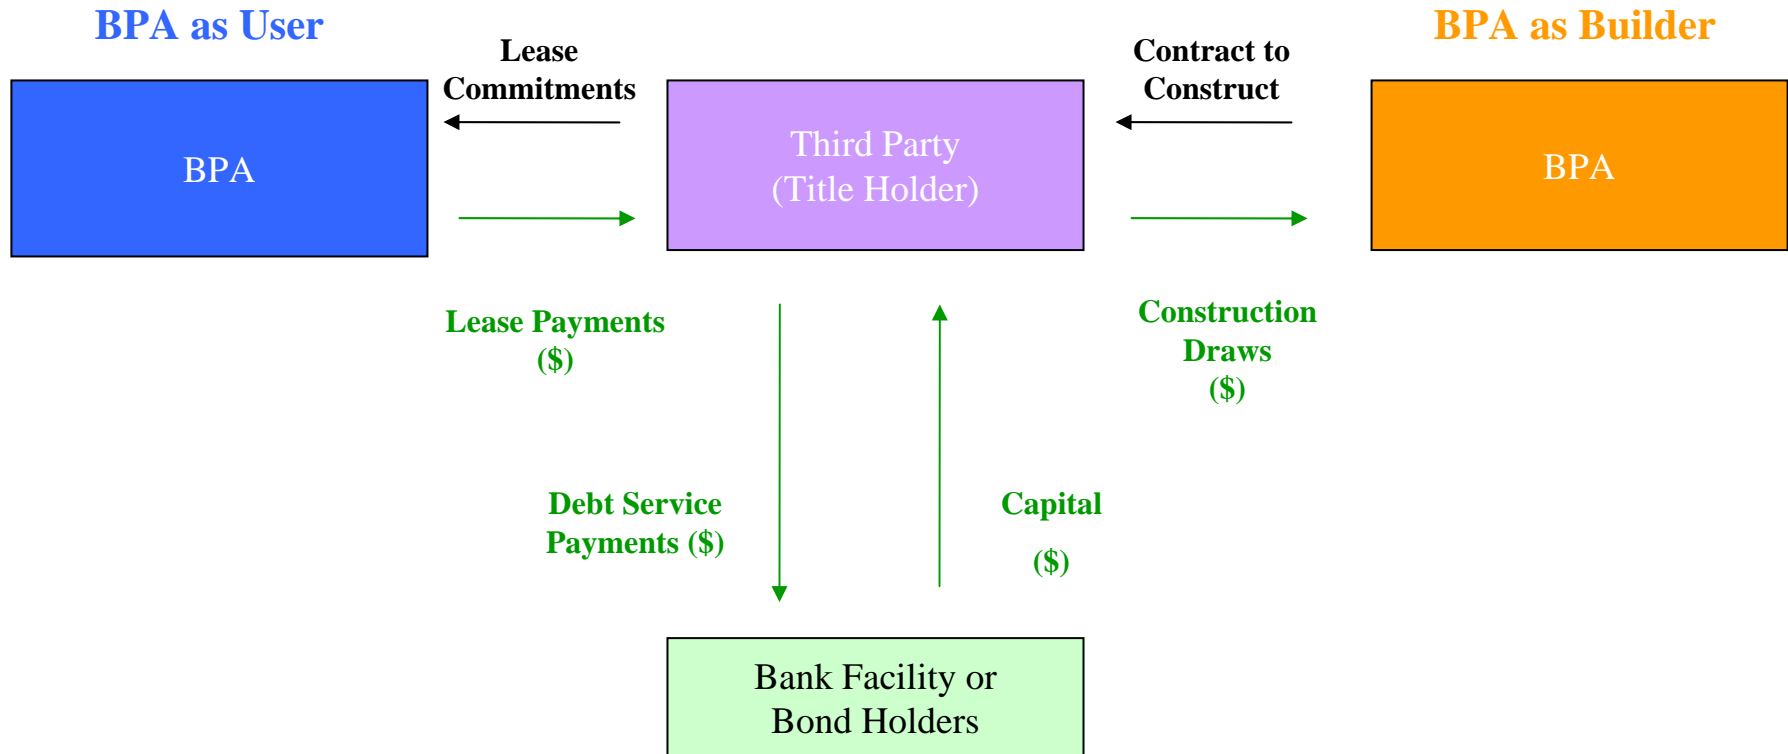 BPA as User
BPA as Builder
Lease
Commitments
Contract to
Construct
BPA
Third Party
(Title Holder)
BPA
Lease Payments
($)
Construction
Draws
($)
Debt Service
Payments ($)
Capital
($)
Bank Facility or
Bond Holders